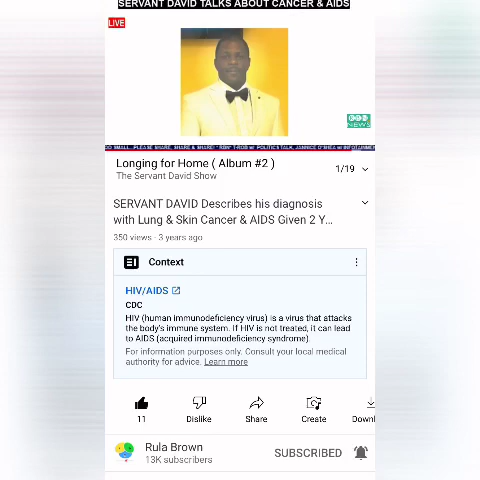 SERVANT DAVID TALKS ABOUT CANCER & AIDS
LIVE
NEWS
Longing for Home ( Album #2 )
1/19
The Servant David Show
SERVANT DAVID Describes his diagnosis
with Lung & Skin Cancer & AIDS Given 2 Y...
350 views · 3 years ago
Context
HIV/AIDS
CDC
HIV (human immunodeficiency virus) is a virus that attacks
the body's immune system. If HIV is not treated, it can lead
to AIDS (acquired immunodeficiency syndrome).
For information purposes only. Consult your local medical
authority for advice. Learn more
11
Dislike
Share
Create
Downl
Rula Brown
13K subscribers
SUBSCRIBED